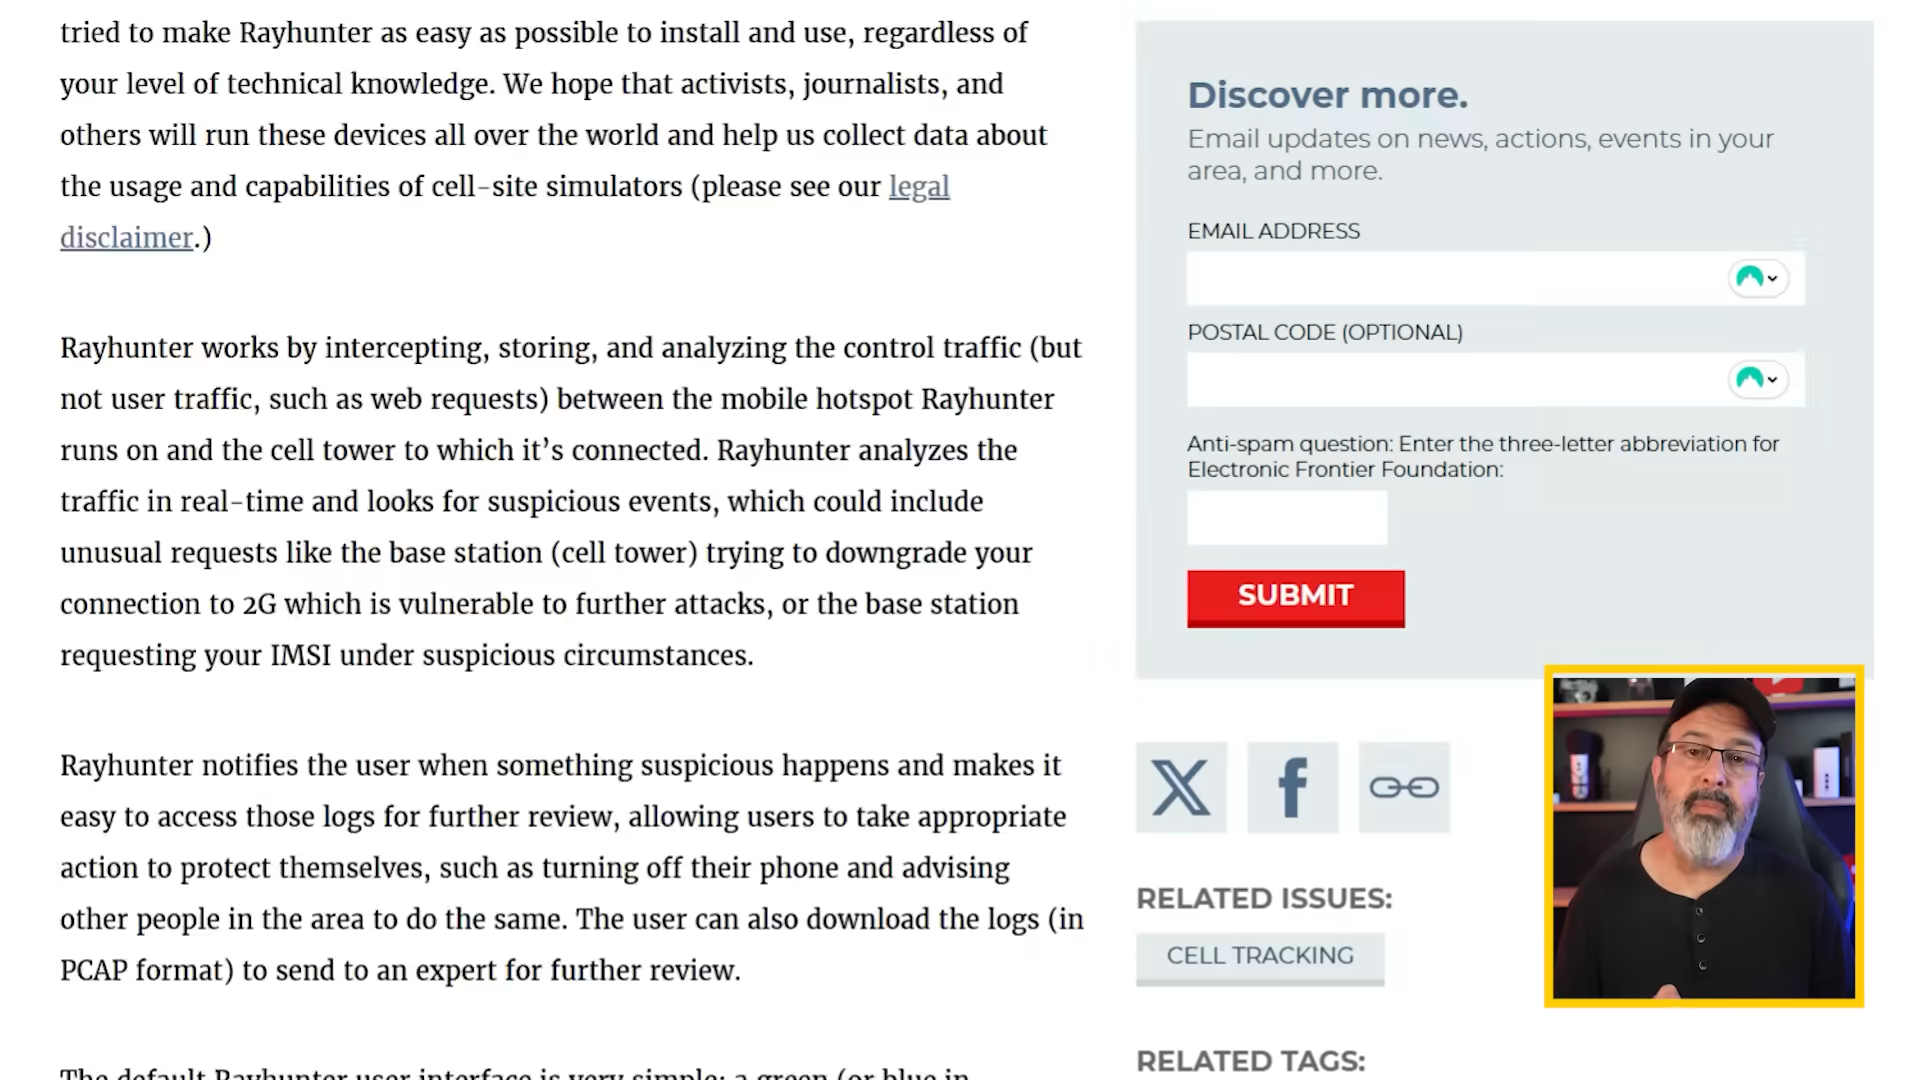 tried to make Rayhunter as easy as possible to install and use, regardless of
your level of technical knowledge. We hope that activists, journalists, and
others will run these devices all over the world and help us collect data about
the usage and capabilities of cell-site simulators (please see our legal
disclaimer.)
Rayhunter works by intercepting, storing, and analyzing the control traffic (but
not user traffic, such as web requests) between the mobile hotspot Rayhunter
runs on and the cell tower to which it’s connected. Rayhunter analyzes the
traffic in real-time and looks for suspicious events, which could include
unusual requests like the base station (cell tower) trying to downgrade your
connection to 2G which is vulnerable to further attacks, or the base station
requesting your IMSI under suspicious circumstances.
Rayhunter notifies the user when something suspicious happens and makes it
easy to access those logs for further review, allowing users to take appropriate
action to protect themselves, such as turning off their phone and advising
other people in the area to do the same. The user can also download the logs (in
PCAP format) to send to an expert for further review.
The default Rayhunter user interface is very simple: a green (or blue in
Discover more.
Email updates on news, actions, events in your
area, and more.
EMAIL ADDRESS
POSTAL CODE (OPTIONAL)
Anti-spam question: Enter the three-letter abbreviation for
Electronic Frontier Foundation:
SUBMIT
RELATED ISSUES:
CELL TRACKING
RELATED TAGS: